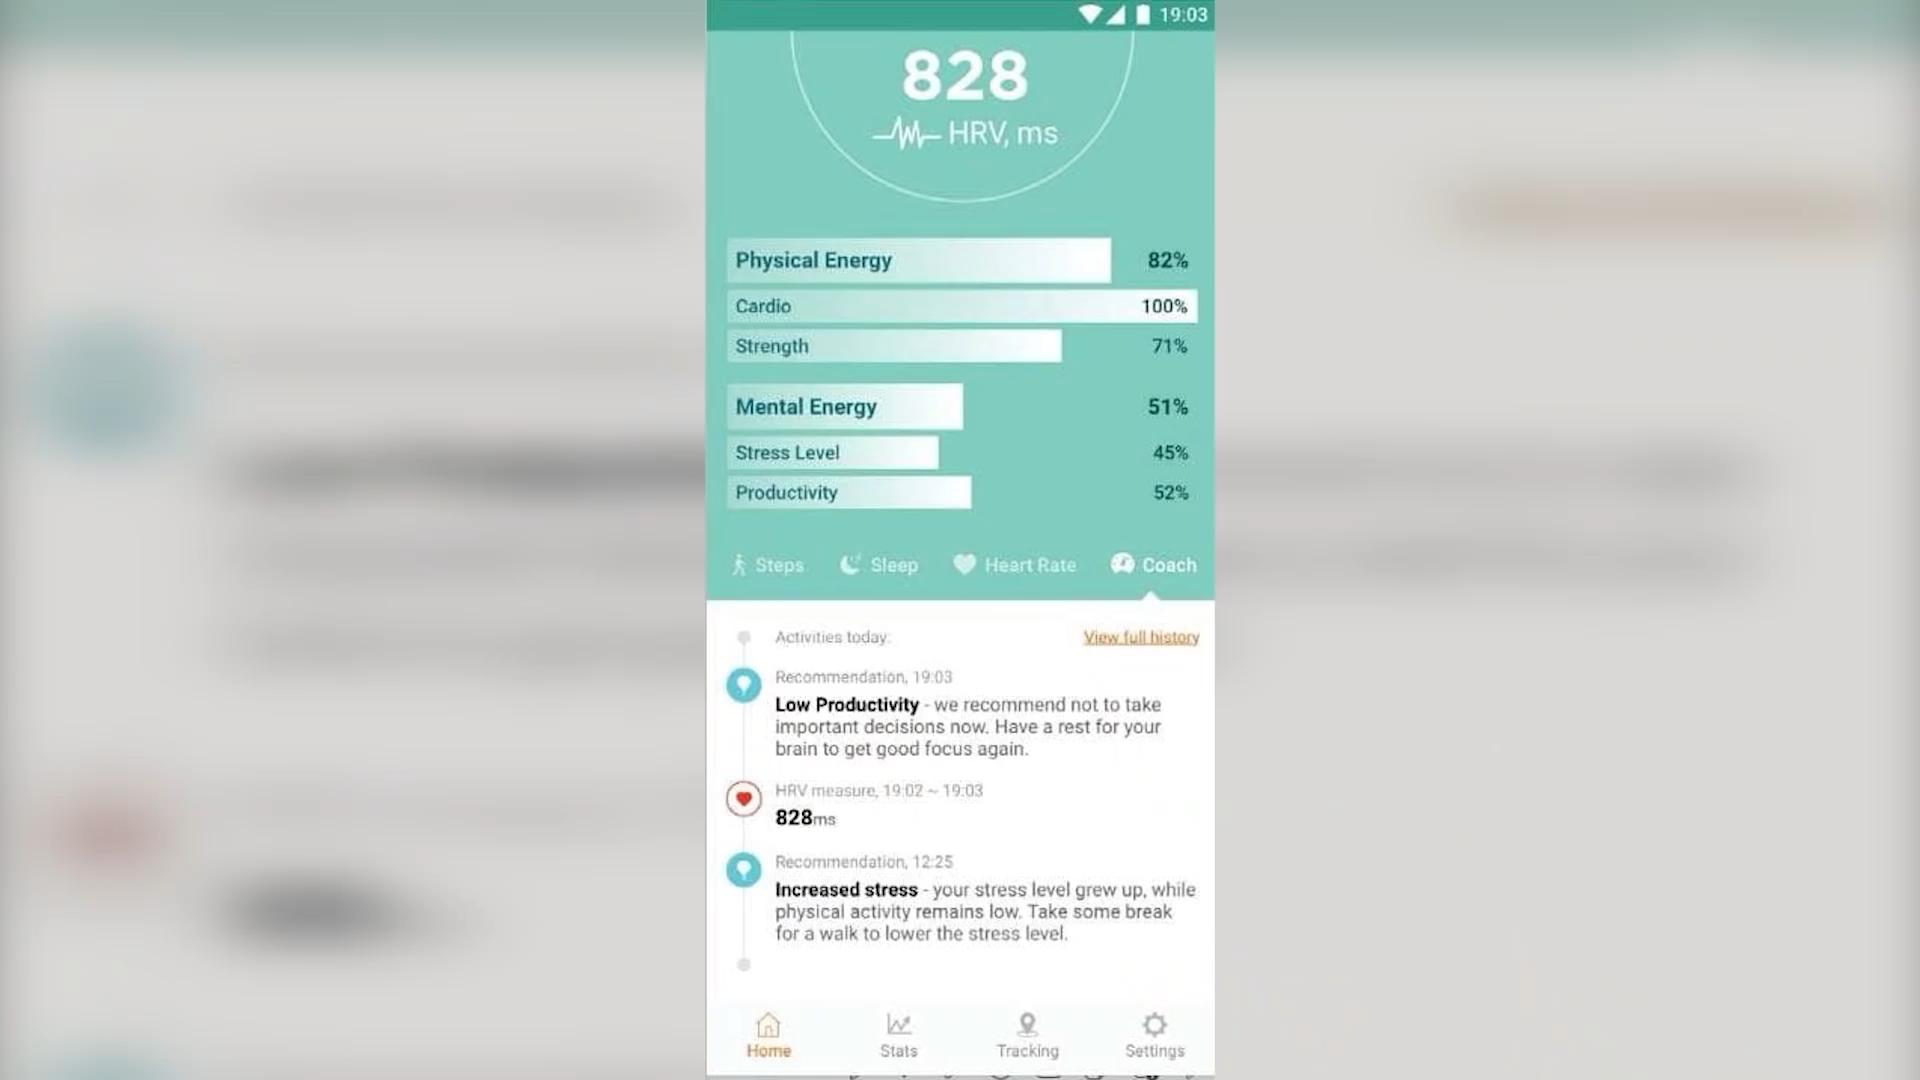 19:03
828
HRV, ms
Physical Energy 82%
Cardio 100%
Strength 71%
Mental Energy 51%
Stress Level 45%
Productivity 52%
Steps Sleep Heart Rate Coach
Activities today: View full history
Recommendation, 19:03
Low Productivity - we recommend not to take
important decisions now. Have a rest for your
brain to get good focus again.
HRV measure, 19:02 ~ 19:03
828ms
Recommendation, 12:25
Increased stress - your stress level grew up, while
physical activity remains low. Take some break
for a walk to lower the stress level.
Home Stats Tracking Settings